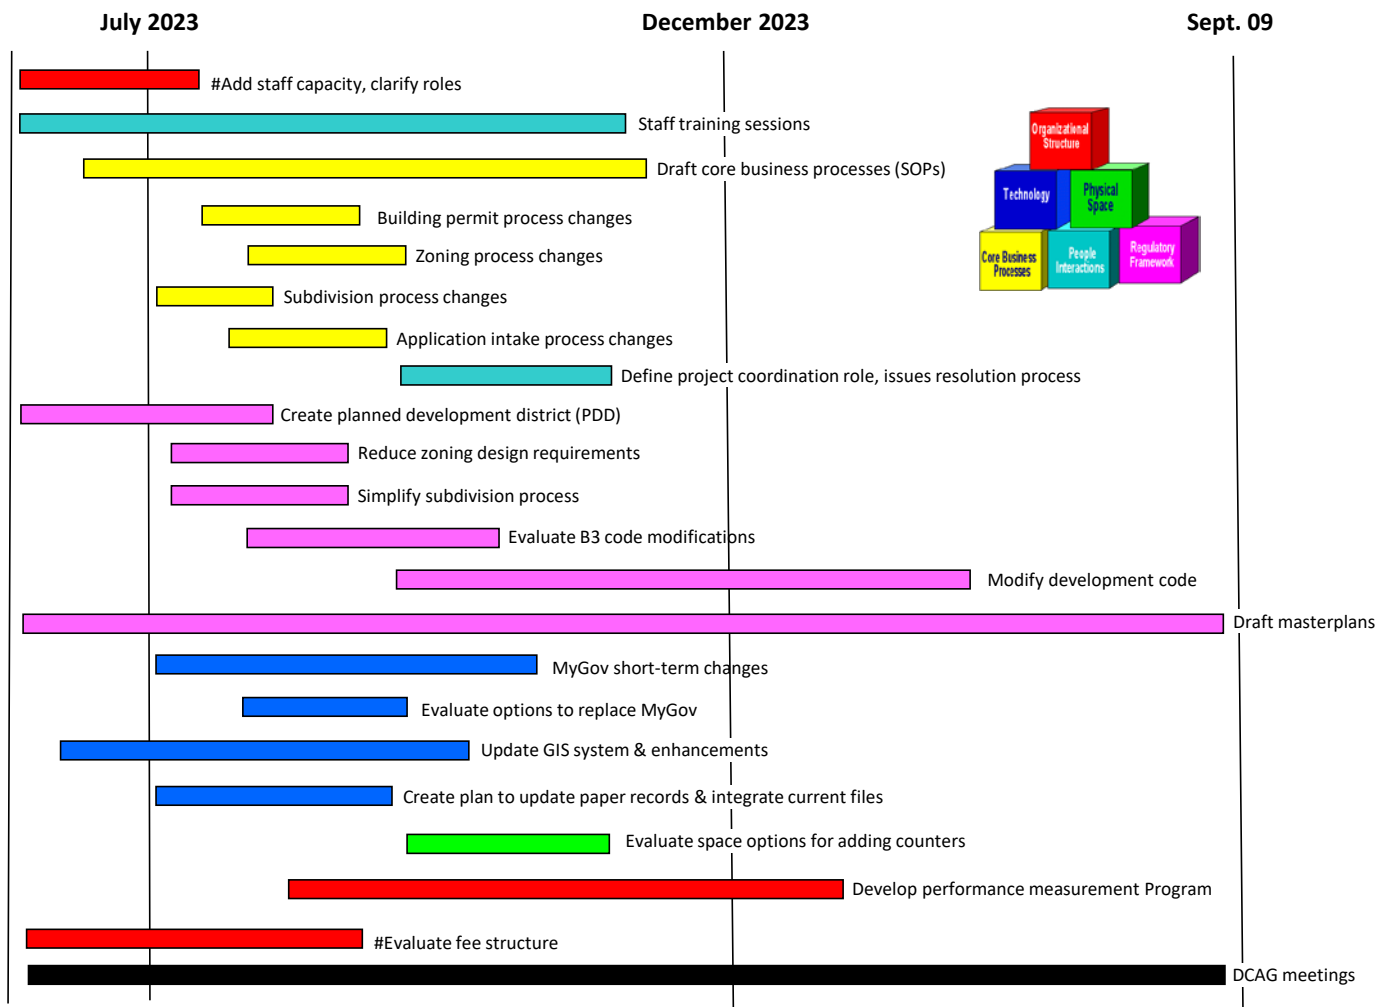 July 2023
December 2023
Sept. 09
#Add staff capacity, clarify roles
Staff training sessions
Draft core business processes (SOPs)
Building permit process changes
Zoning process changes
Subdivision process changes
Application intake process changes
Define project coordination role, issues resolution process
Create planned development district (PDD)
Reduce zoning design requirements
Simplify subdivision process
Evaluate B3 code modifications
Modify development code
Draft masterplans
MyGov short-term changes
Evaluate options to replace MyGov
Update GIS system & enhancements
Create plan to update paper records & integrate current files
Evaluate space options for adding counters
Develop performance measurement Program
#Evaluate fee structure
DCAG meetings
Organizational
Structure
Technology
Physical
Space
Core Business
Processes
People
Interactions
Regulatory
Framework